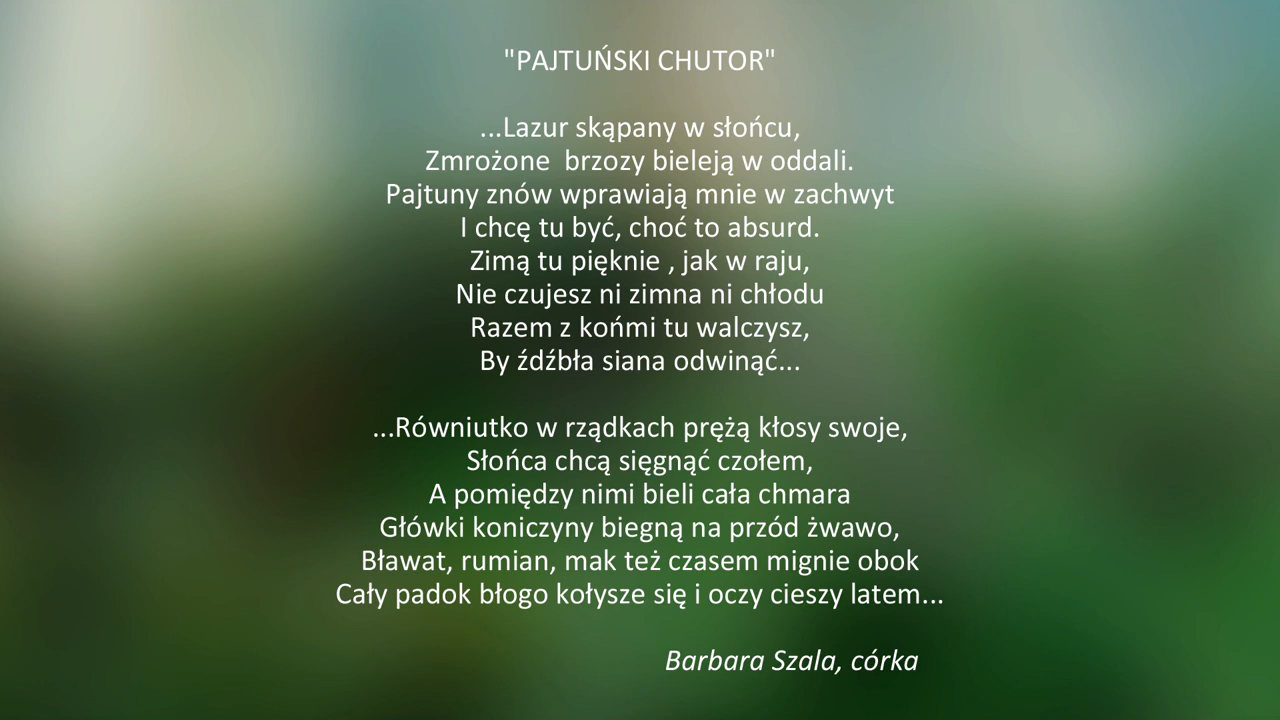 "PAJTUŃSKI CHUTOR"
...Lazur skąpany w słońcu,
Zmrożone  brzozy bieleją w oddali.
Pajtuny znów wprawiają mnie w zachwyt
I chcę tu być, choć to absurd.
Zimą tu pięknie , jak w raju,
Nie czujesz ni zimna ni chłodu
Razem z końmi tu walczysz,
By źdźbła siana odwinąć...
...Równiutko w rządkach prężą kłosy swoje,
Słońca chcą sięgnąć czołem,
A pomiędzy nimi bieli cała chmara
Główki koniczyny biegną na przód żwawo,
Bławat, rumian, mak też czasem mignie obok
Cały padok błogo kołysze się i oczy cieszy latem...
Barbara Szala, córka